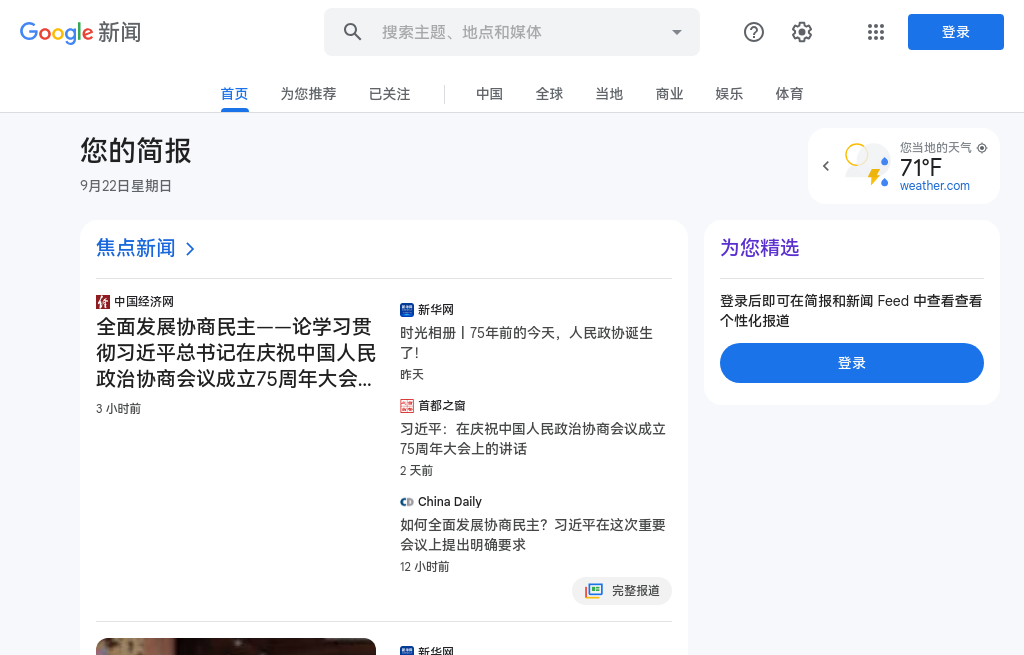 Google 新闻
搜索主题、地点和媒体
登录
首页
为您推荐
已关注
中国
全球
当地
商业
娱乐
体育
您的简报
9月22日星期日
您当地的天气
71°F
weather.com
焦点新闻
中国经济网
全面发展协商民主——论学习贯
彻习近平总书记在庆祝中国人民
政治协商会议成立75周年大会...
3 小时前
新华网
时光相册丨75年前的今天，人民政协诞生
了！
昨天
首都之窗
习近平：在庆祝中国人民政治协商会议成立
75周年大会上的讲话
2 天前
China Daily
如何全面发展协商民主？习近平在这次重要
会议上提出明确要求
12 小时前
完整报道
新华网
为您精选
登录后即可在简报和新闻 Feed 中查看查看
个性化报道
登录